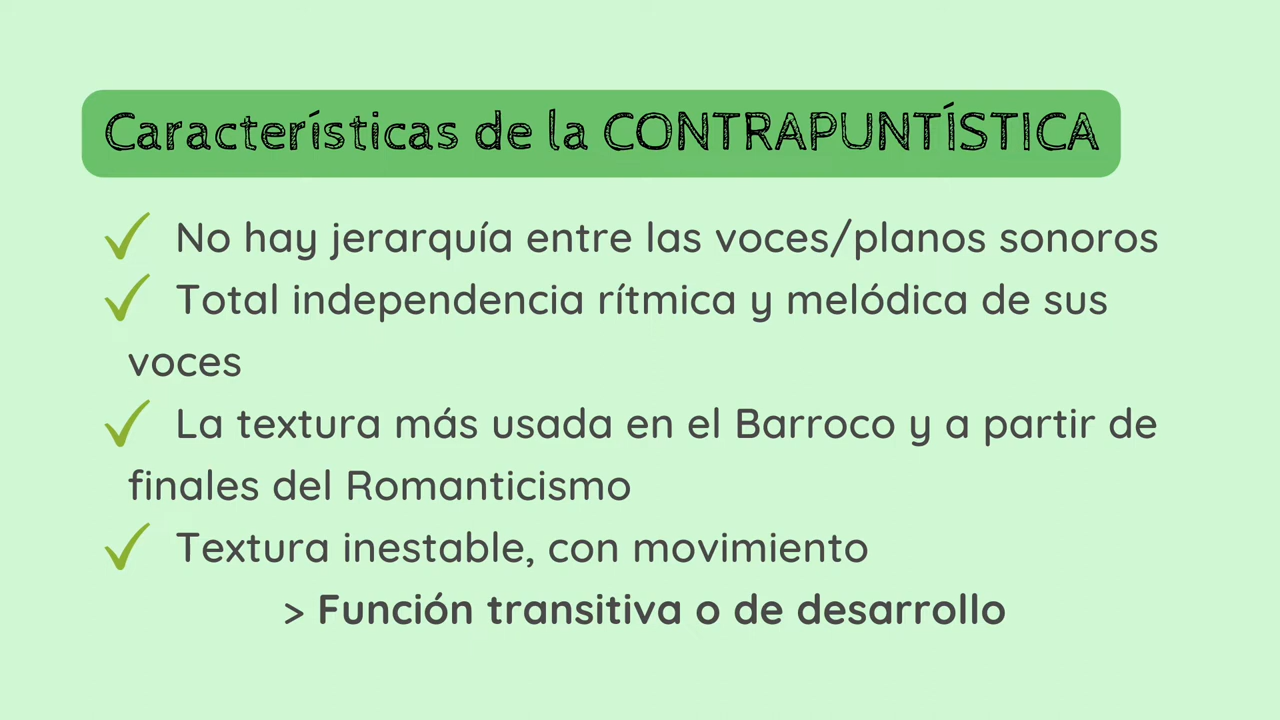 Características de la CONTRAPUNTÍSTICA
✓ No hay jerarquía entre las voces/planos sonoros
✓ Total independencia rítmica y melódica de sus
voces
✓ La textura más usada en el Barroco y a partir de
finales del Romanticismo
✓ Textura inestable, con movimiento
> Función transitiva o de desarrollo